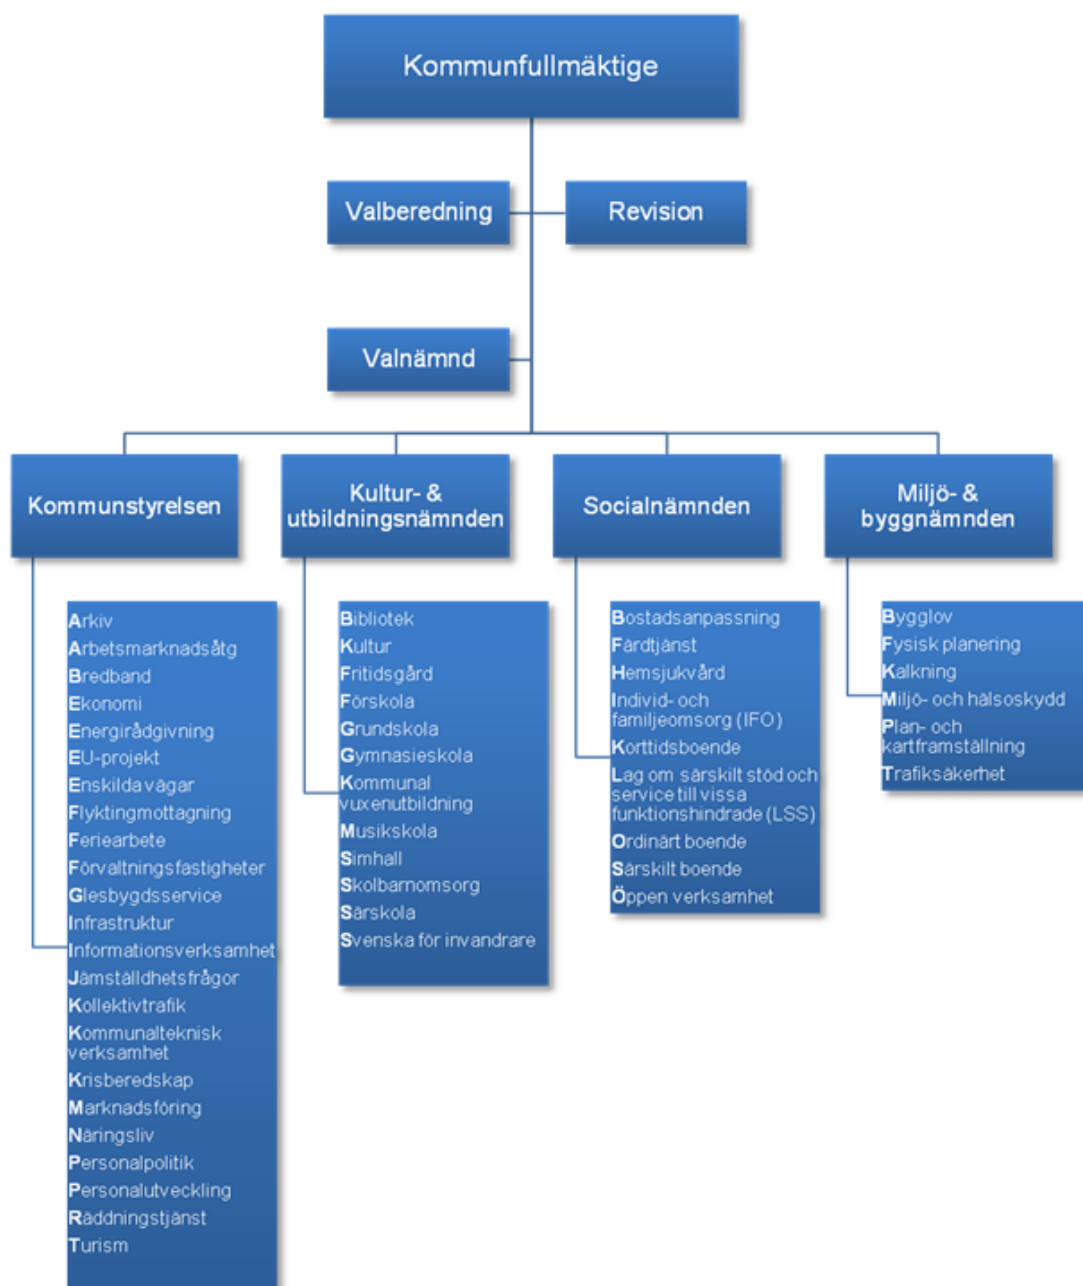 Kommunfullmäktige
Valberedning
Revision
Valnämnd
Kommunstyrelsen
Kultur- &
utbildningsnämnden
Socialnämnden
Miljö- &
byggnämnden
Arkiv
Arbetsmarknadsåtg
Bredband
Ekonomi
Energirådgivning
EU-projekt
Enskilda vägar
Flyktingmottagning
Feriearbete
Förvaltningsfastigheter
Glesbygdsservice
Infrastruktur
Informationsverksamhet
Jämställdhetsfrågor
Kollektivtrafik
Kommunalteknisk
verksamhet
Krisberedskap
Marknadsföring
Näringsliv
Personalpolitik
Personalutveckling
Räddningstjänst
Turism
Bibliotek
Kultur
Fritidsgård
Förskola
Grundskola
Gymnasieskola
Kommunal
vuxenutbildning
Musikskola
Simhall
Skolbarnomsorg
Särskola
Svenska för invandrare
Bostadsanpassning
Färdtjänst
Hemsjukvård
Individ- och
familjeomsorg (IFO)
Korttidsboende
Lag om särskilt stöd och
service till vissa
funktionshindrade (LSS)
Ordinärt boende
Särskilt boende
Öppen verksamhet
Bygglov
Fysisk planering
Kalkning
Miljö- och hälsoskydd
Plan- och
kartframställning
Trafiksäkerhet